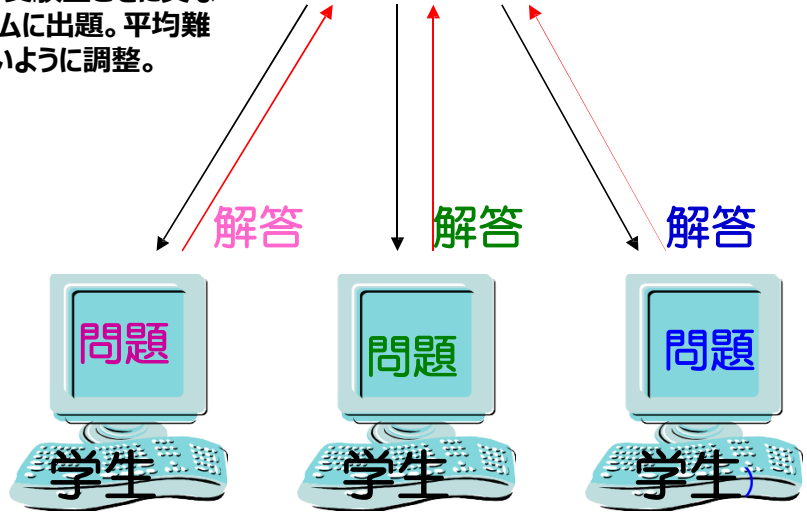 ムに出題。平均難
いように調整。
解答 解答 解答
問題 問題 問題
学生 学生 学生)